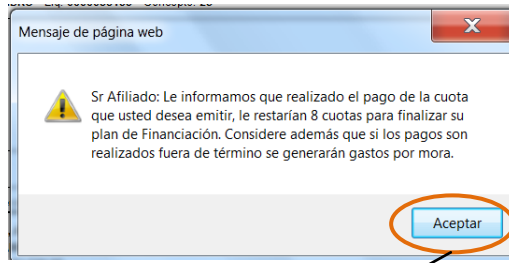 Mensaje de página web
Sr Afiliado: Le informamos que realizado el pago de la cuota
que usted desea emitir, le restarían 8 cuotas para finalizar su
plan de Financiación. Considere además que si los pagos son
realizados fuera de término se generarán gastos por mora.
Aceptar